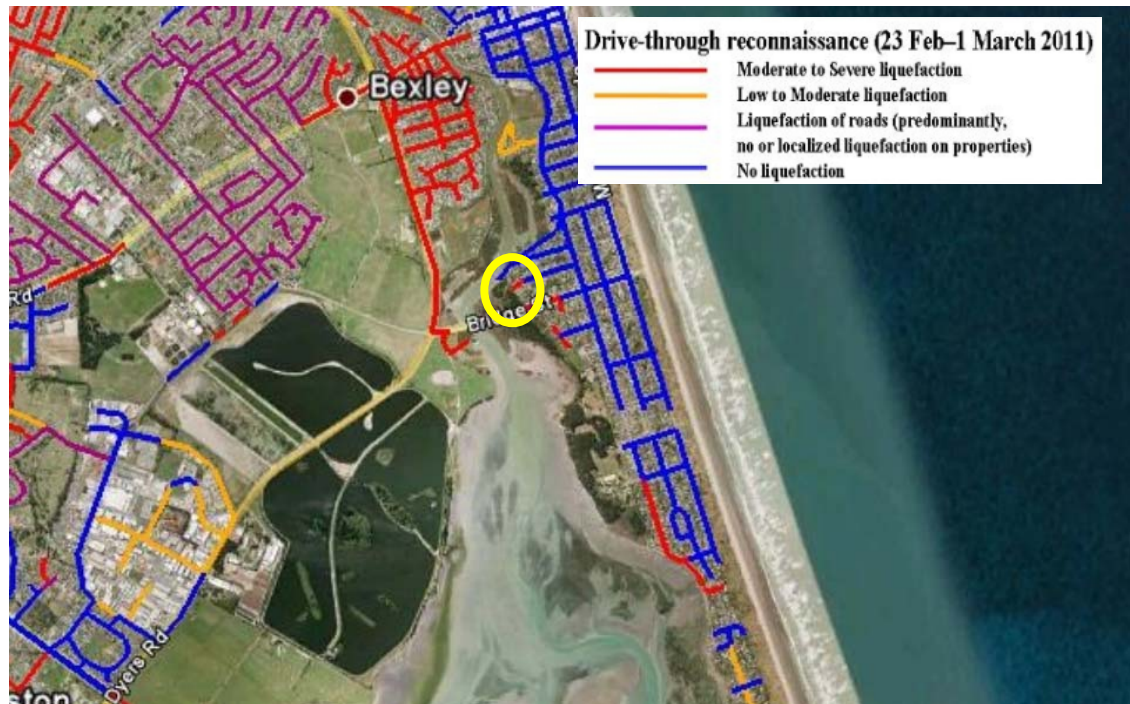 Drive-through reconnaissance (23 Feb–1 March 2011)
Moderate to Severe liquefaction
Low to Moderate liquefaction
Liquefaction of roads (predominantly,
no or localized liquefaction on properties)
No liquefaction
Bexley
Rd
Bridge St
Dyers Rd
ston